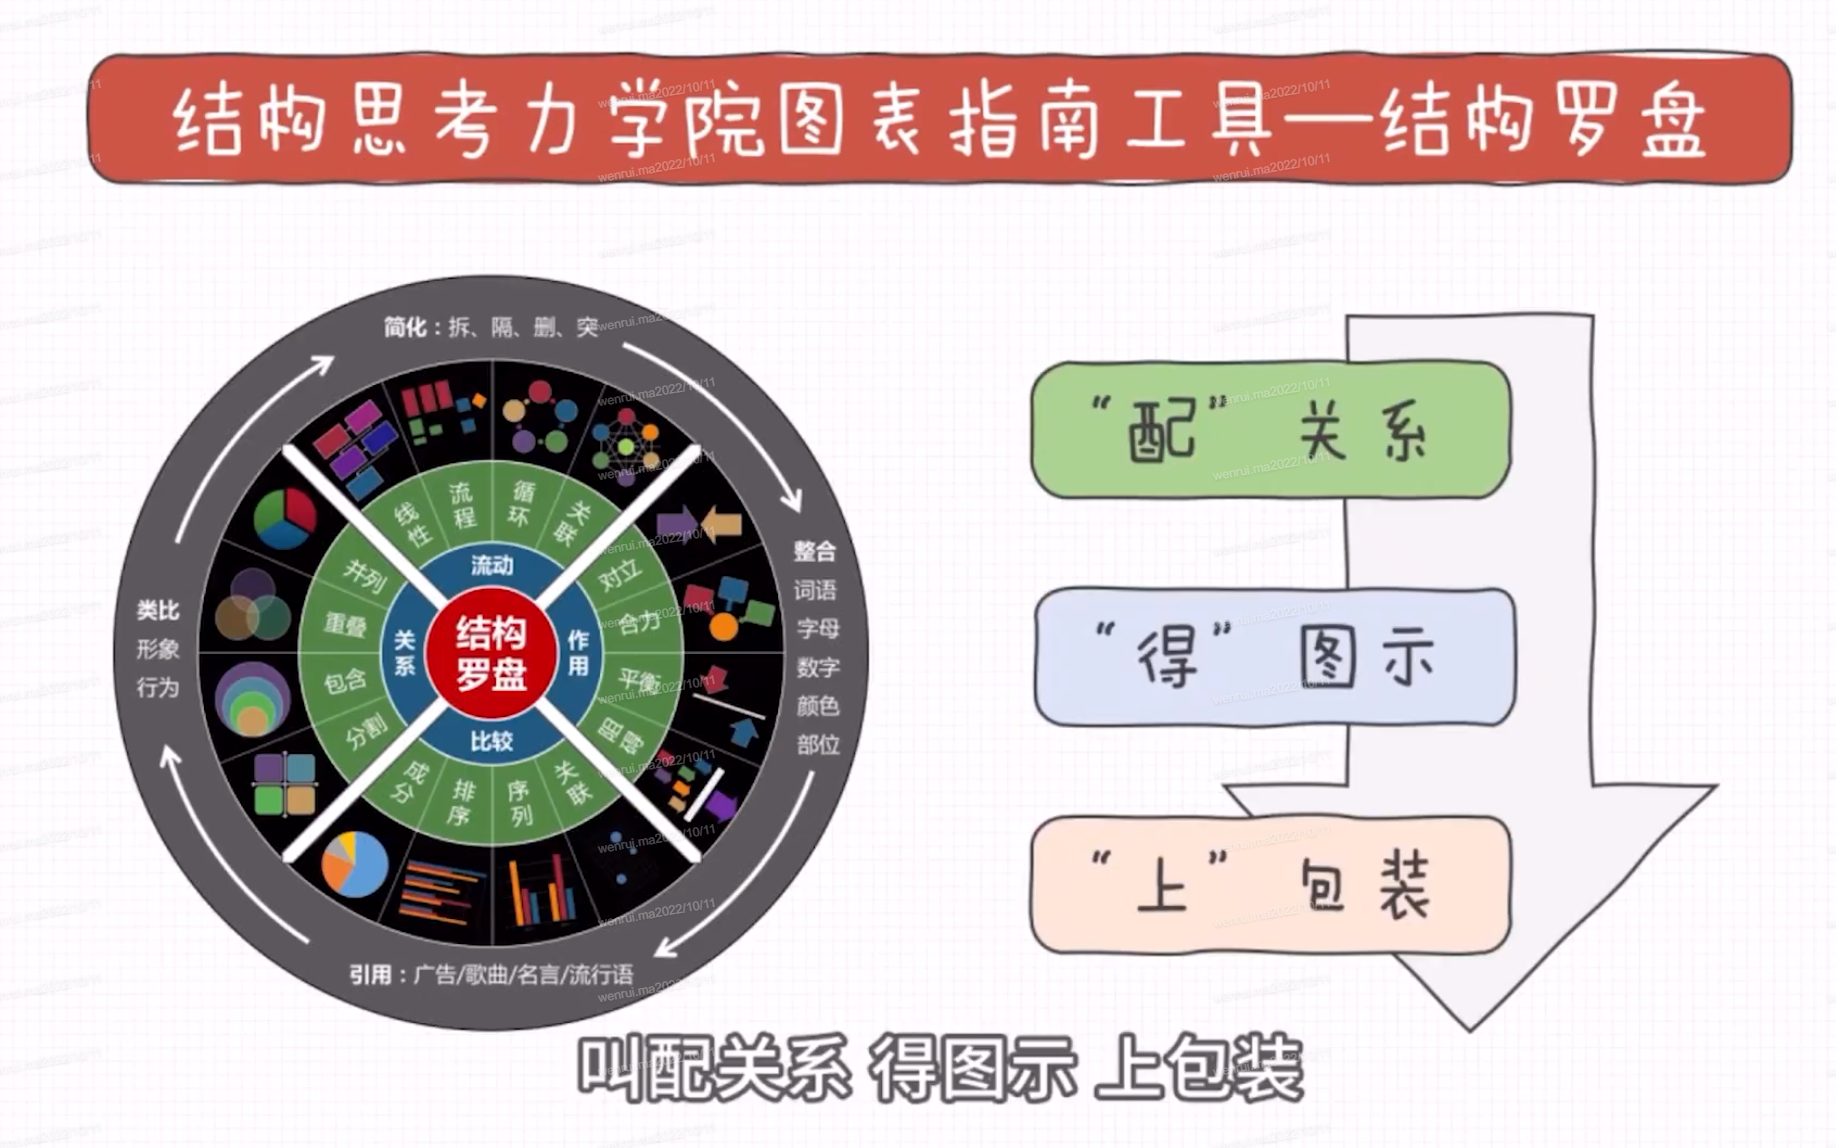 结构思考力学院图表指南工具—结构罗盘
简化：拆、隔、删、突
线性
流程
循环
关联
流动
并列
重叠
包含
分割
关系
类比
形象
行为
结构
罗盘
作用
对立
合力
平衡
阻碍
整合
词语
字母
数字
颜色
部位
比较
成分
排序
序列
关联
引用：广告/歌曲/名言/流行语
“配”关系
“得”图示
“上”包装
叫配关系 得图示 上包装
wenrui.ma2022/10/11